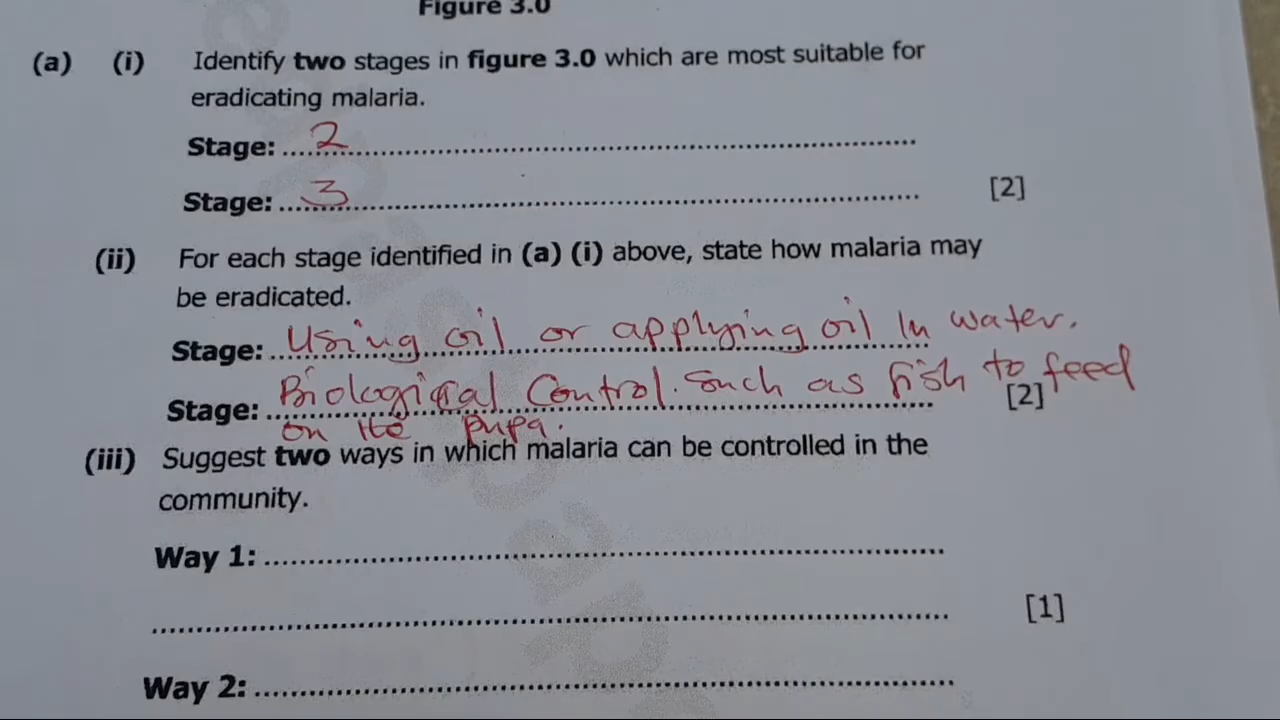 Figure 3.0
(a) (i) Identify two stages in figure 3.0 which are most suitable for
eradicating malaria.
Stage: 2
Stage: 3 [2]
(ii) For each stage identified in (a) (i) above, state how malaria may
be eradicated.
Stage: Using oil or applying oil In water.
Stage: Biological Control. Such as fish to feed [2]
on the pupa.
(iii) Suggest two ways in which malaria can be controlled in the
community.
Way 1:
[1]
Way 2: